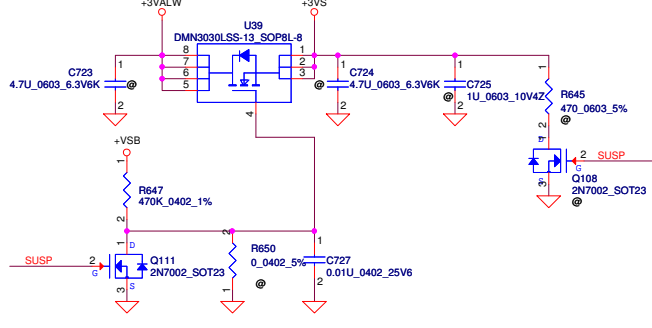 +3VALW
+3VS
U39
DMN3030LSS-13_SOP8L-8
8
7
6
5
1
2
3
4
C723
4.7U_0603_6.3V6K
@
1
2
C724
4.7U_0603_6.3V6K
@
1
2
C725
1U_0603_10V4Z
@
1
2
R645
470_0603_5%
@
1
2
D
SUSP
2
G
S
3
Q108
2N7002_SOT23
@
+VSB
1
R647
470K_0402_1%
2
SUSP
2
G
1
D
Q111
2N7002_SOT23
3
S
2
R650
0_0402_5%
@
1
1
C727
0.01U_0402_25V6
2